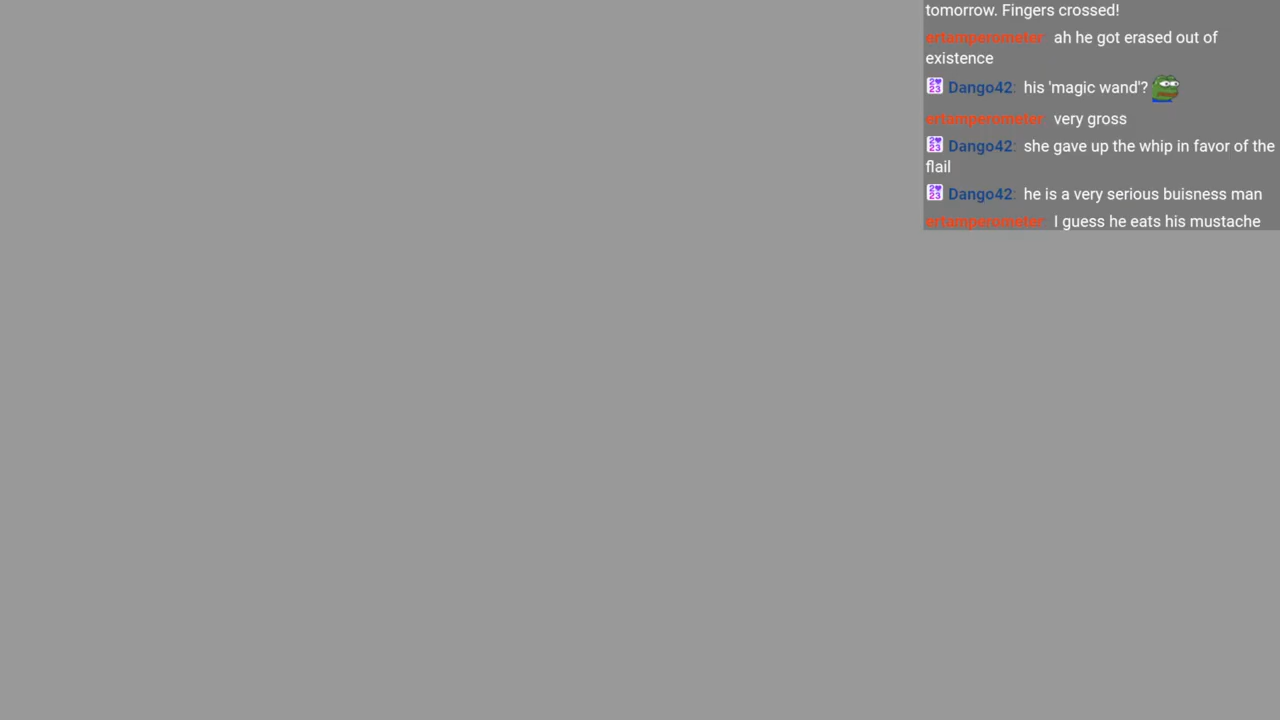 tomorrow. Fingers crossed!
ertamperometer: ah he got erased out of
existence
Dango42: his 'magic wand'?
ertamperometer: very gross
Dango42: she gave up the whip in favor of the
flail
Dango42: he is a very serious buisness man
ertamperometer: I guess he eats his mustache